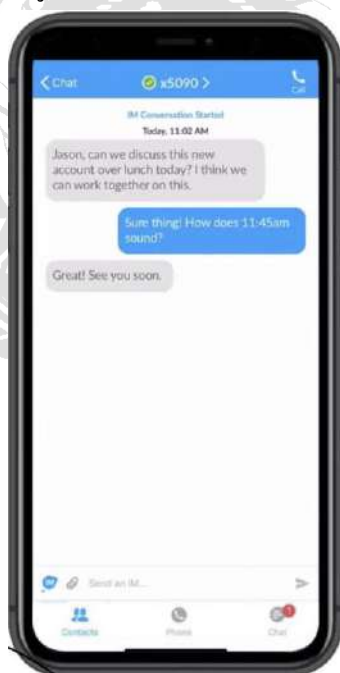 Chat
x5090 >
Call
IM Conversation Started
Today, 11:02 AM
Jason, can we discuss this new
account over lunch today? I think we
can work together on this.
Sure thing! How does 11:45am
sound?
Great! See you soon.
IM
Send an IM...
Contacts
Phone
1
Chat